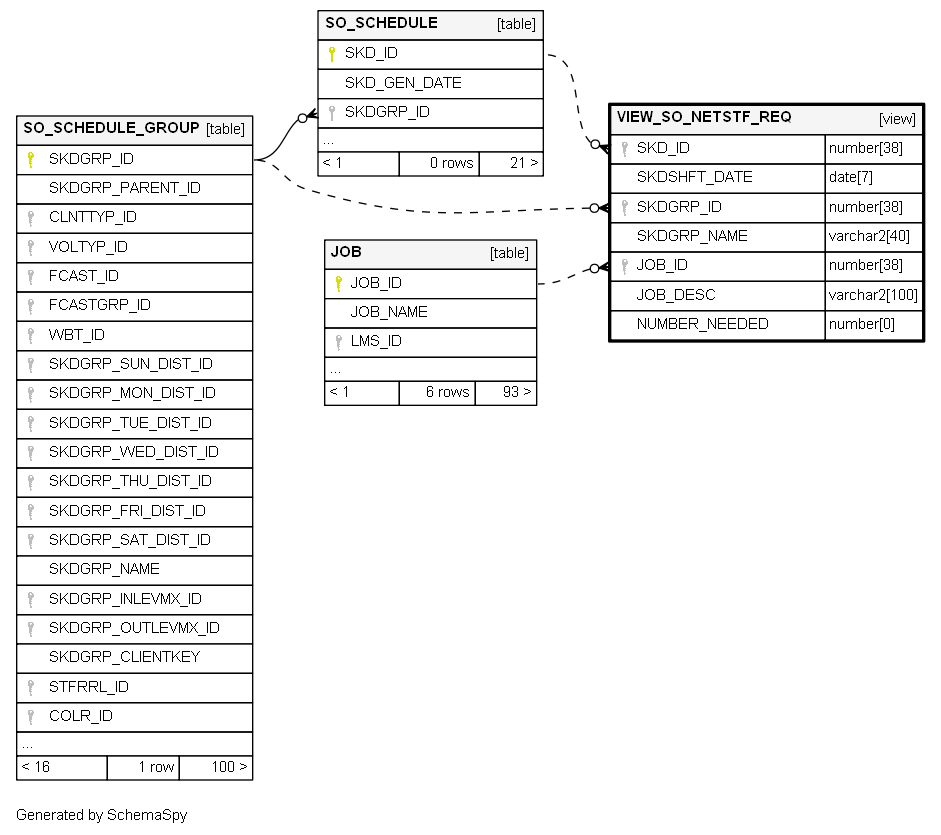 SO_SCHEDULE [table]
SKD_ID
SKD_GEN_DATE
SKDGRP_ID
...
< 1 0 rows 21 >
SO_SCHEDULE_GROUP [table]
SKDGRP_ID
SKDGRP_PARENT_ID
CLNTTYP_ID
VOLTYP_ID
FCAST_ID
FCASTGRP_ID
WBT_ID
SKDGRP_SUN_DIST_ID
SKDGRP_MON_DIST_ID
SKDGRP_TUE_DIST_ID
SKDGRP_WED_DIST_ID
SKDGRP_THU_DIST_ID
SKDGRP_FRI_DIST_ID
SKDGRP_SAT_DIST_ID
SKDGRP_NAME
SKDGRP_INLEVMX_ID
SKDGRP_OUTLEVMX_ID
SKDGRP_CLIENTKEY
STFRRL_ID
COLR_ID
...
< 16 1 row 100 >
JOB [table]
JOB_ID
JOB_NAME
LMS_ID
...
< 1 6 rows 93 >
VIEW_SO_NETSTF_REQ [view]
SKD_ID number[38]
SKDSHFT_DATE date[7]
SKDGRP_ID number[38]
SKDGRP_NAME varchar2[40]
JOB_ID number[38]
JOB_DESC varchar2[100]
NUMBER_NEEDED number[0]
Generated by SchemaSpy